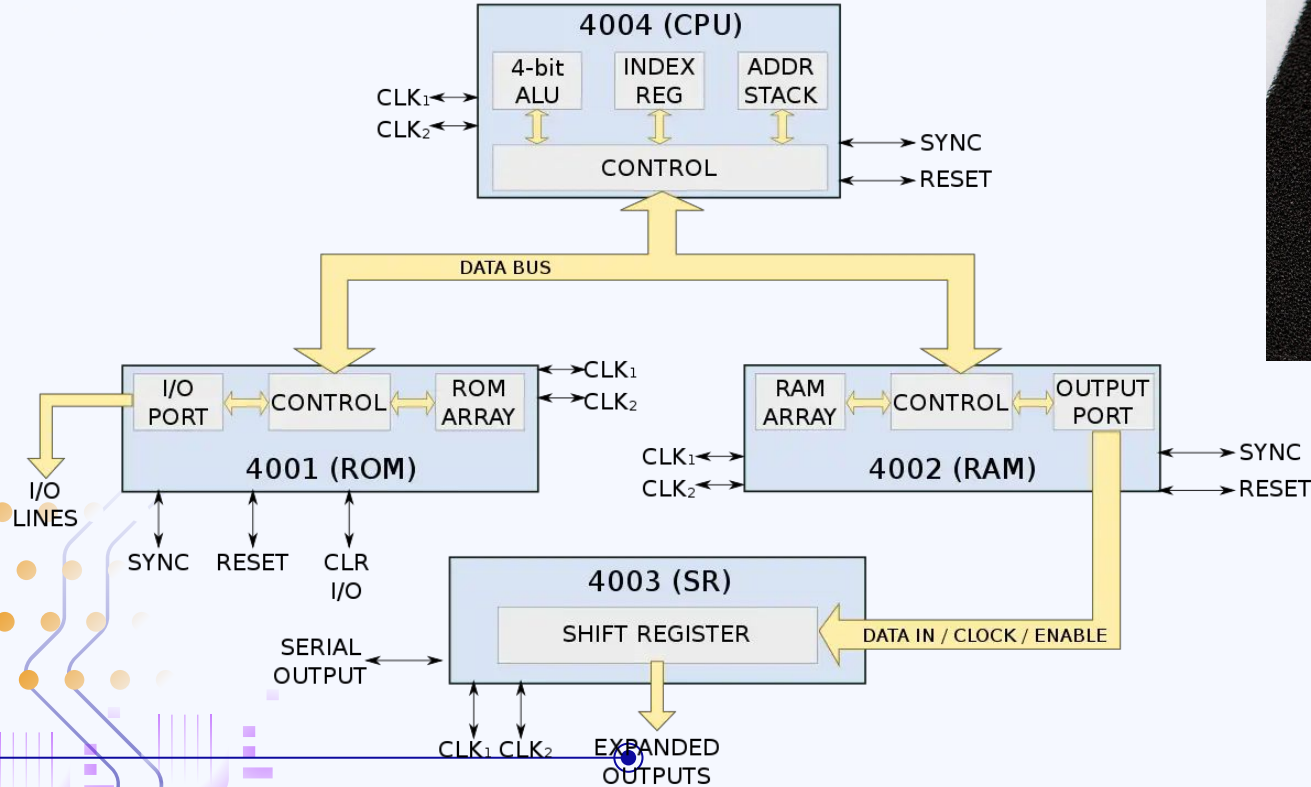 4004 (CPU)
4-bit
ALU
INDEX
REG
ADDR
STACK
CONTROL
CLK₁
CLK₂
SYNC
RESET
DATA BUS
I/O
PORT
CONTROL
ROM
ARRAY
4001 (ROM)
CLK₁
CLK₂
I/O
LINES
SYNC
RESET
CLR
I/O
RAM
ARRAY
CONTROL
OUTPUT
PORT
4002 (RAM)
CLK₁
CLK₂
SYNC
RESET
4003 (SR)
SHIFT REGISTER
DATA IN / CLOCK / ENABLE
SERIAL
OUTPUT
CLK₁ CLK₂
EXPANDED
OUTPUTS